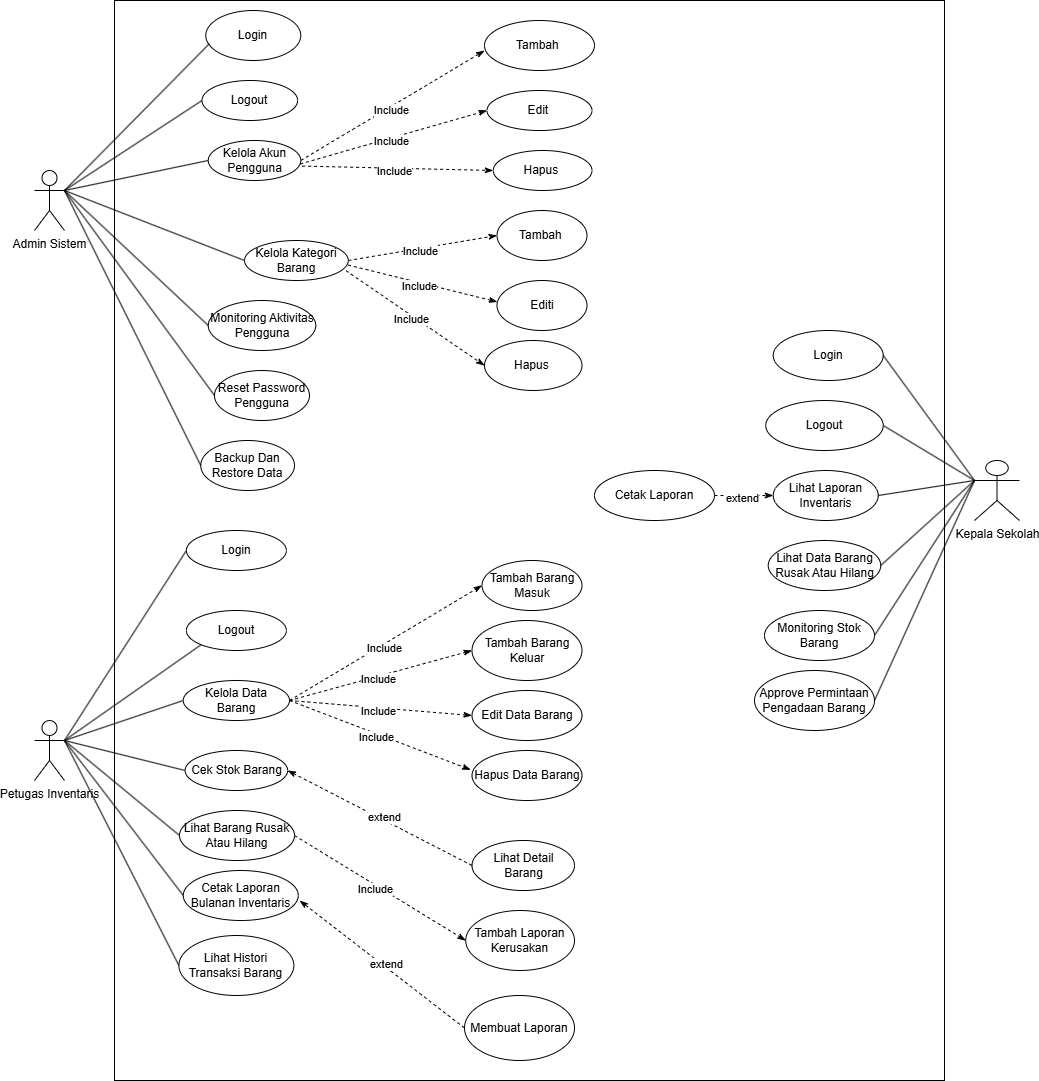 Login
Tambah
Logout
Edit
Include
Include
Kelola Akun
Pengguna
Include
Hapus
Admin Sistem
Tambah
Kelola Kategori
Barang
Include
Include
Editi
Monitoring Aktivitas
Pengguna
Include
Hapus
Reset Password
Pengguna
Backup Dan
Restore Data
Login
Logout
Cetak Laporan
extend
Lihat Laporan
Inventaris
Kepala Sekolah
Lihat Data Barang
Rusak Atau Hilang
Monitoring Stok
Barang
Approve Permintaan
Pengadaan Barang
Login
Tambah Barang
Masuk
Logout
Include
Tambah Barang
Keluar
Include
Kelola Data
Barang
Include
Edit Data Barang
Include
Hapus Data Barang
Petugas Inventaris
Cek Stok Barang
extend
Lihat Barang Rusak
Atau Hilang
Lihat Detail
Barang
Include
Cetak Laporan
Bulanan Inventaris
Tambah Laporan
Kerusakan
Lihat Histori
Transaksi Barang
extend
Membuat Laporan